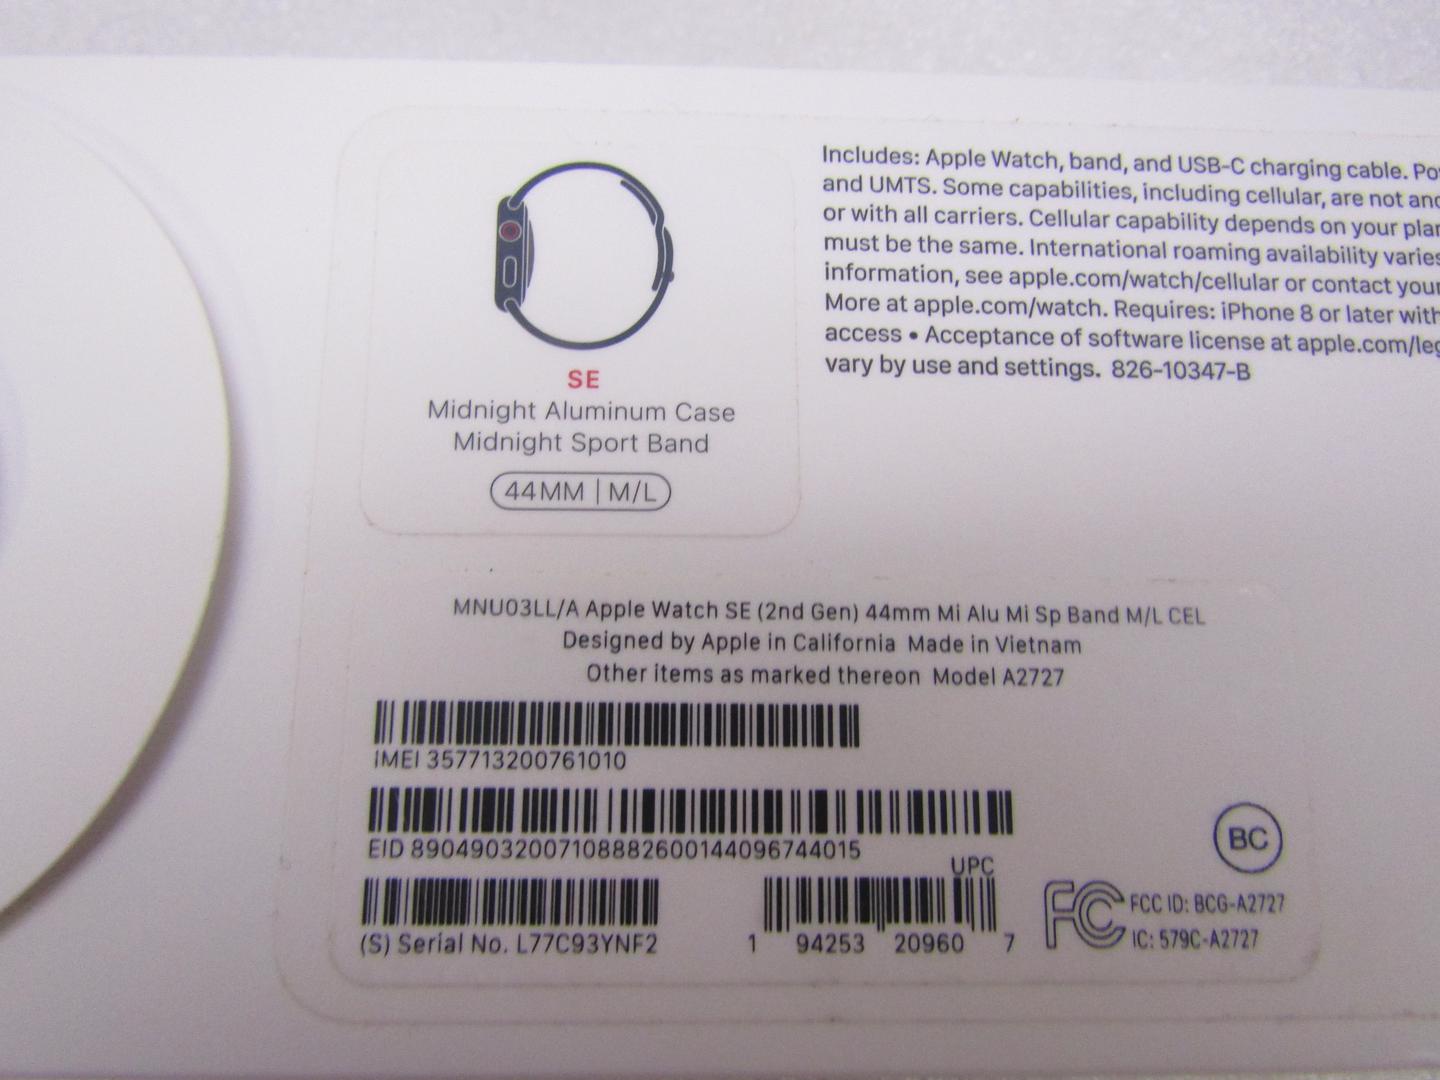 Includes: Apple Watch, band, and USB-C charging cable.
and UMTS. Some capabilities, including cellular, are not
or with all carriers. Cellular capability depends on your
must be the same. International roaming availability varies
information, see apple.com/watch/cellular or contact your
More at apple.com/watch. Requires: iPhone 8 or later with
access • Acceptance of software license at
vary by use and settings. 826-10347-B
SE
Midnight Aluminum Case
Midnight Sport Band
44MM | M/L
MNU03LL/A Apple Watch SE (2nd Gen) 44mm Mi Alu Mi Sp Band M/L CEL
Designed by Apple in California Made in Vietnam
Other items as marked thereon Model A2727
IMEI 357713200761010
EID 89049032007108882600144096744015
UPC
(S) Serial No. L77C93YNF2
1 94253 20960 7
BC
FC
FCC ID: BCG-A2727
IC: 579C-A2727